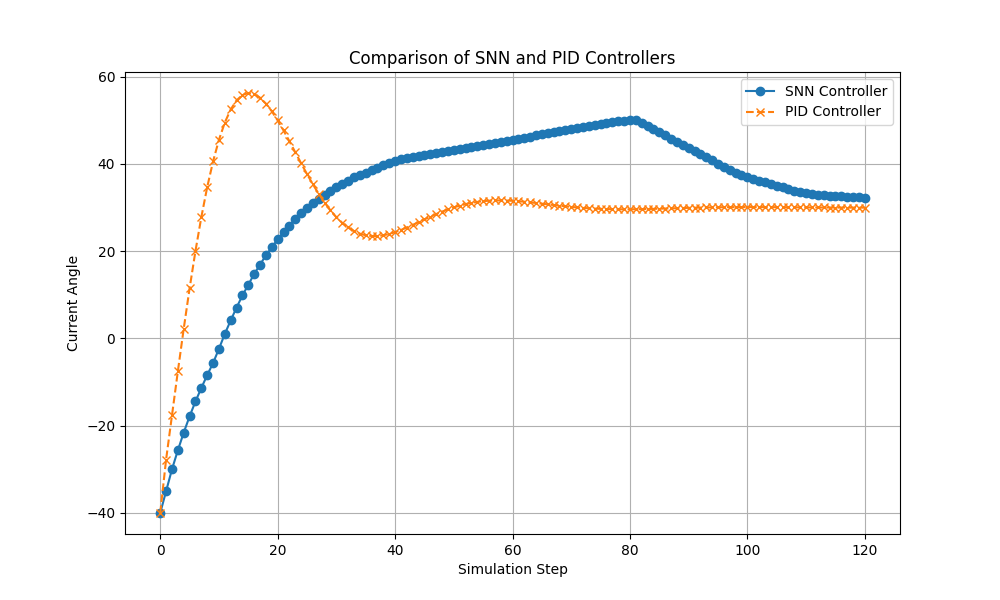 Comparison of SNN and PID Controllers
SNN Controller
PID Controller
60
40
20
0
−20
−40
Current Angle
0 20 40 60 80 100 120
Simulation Step